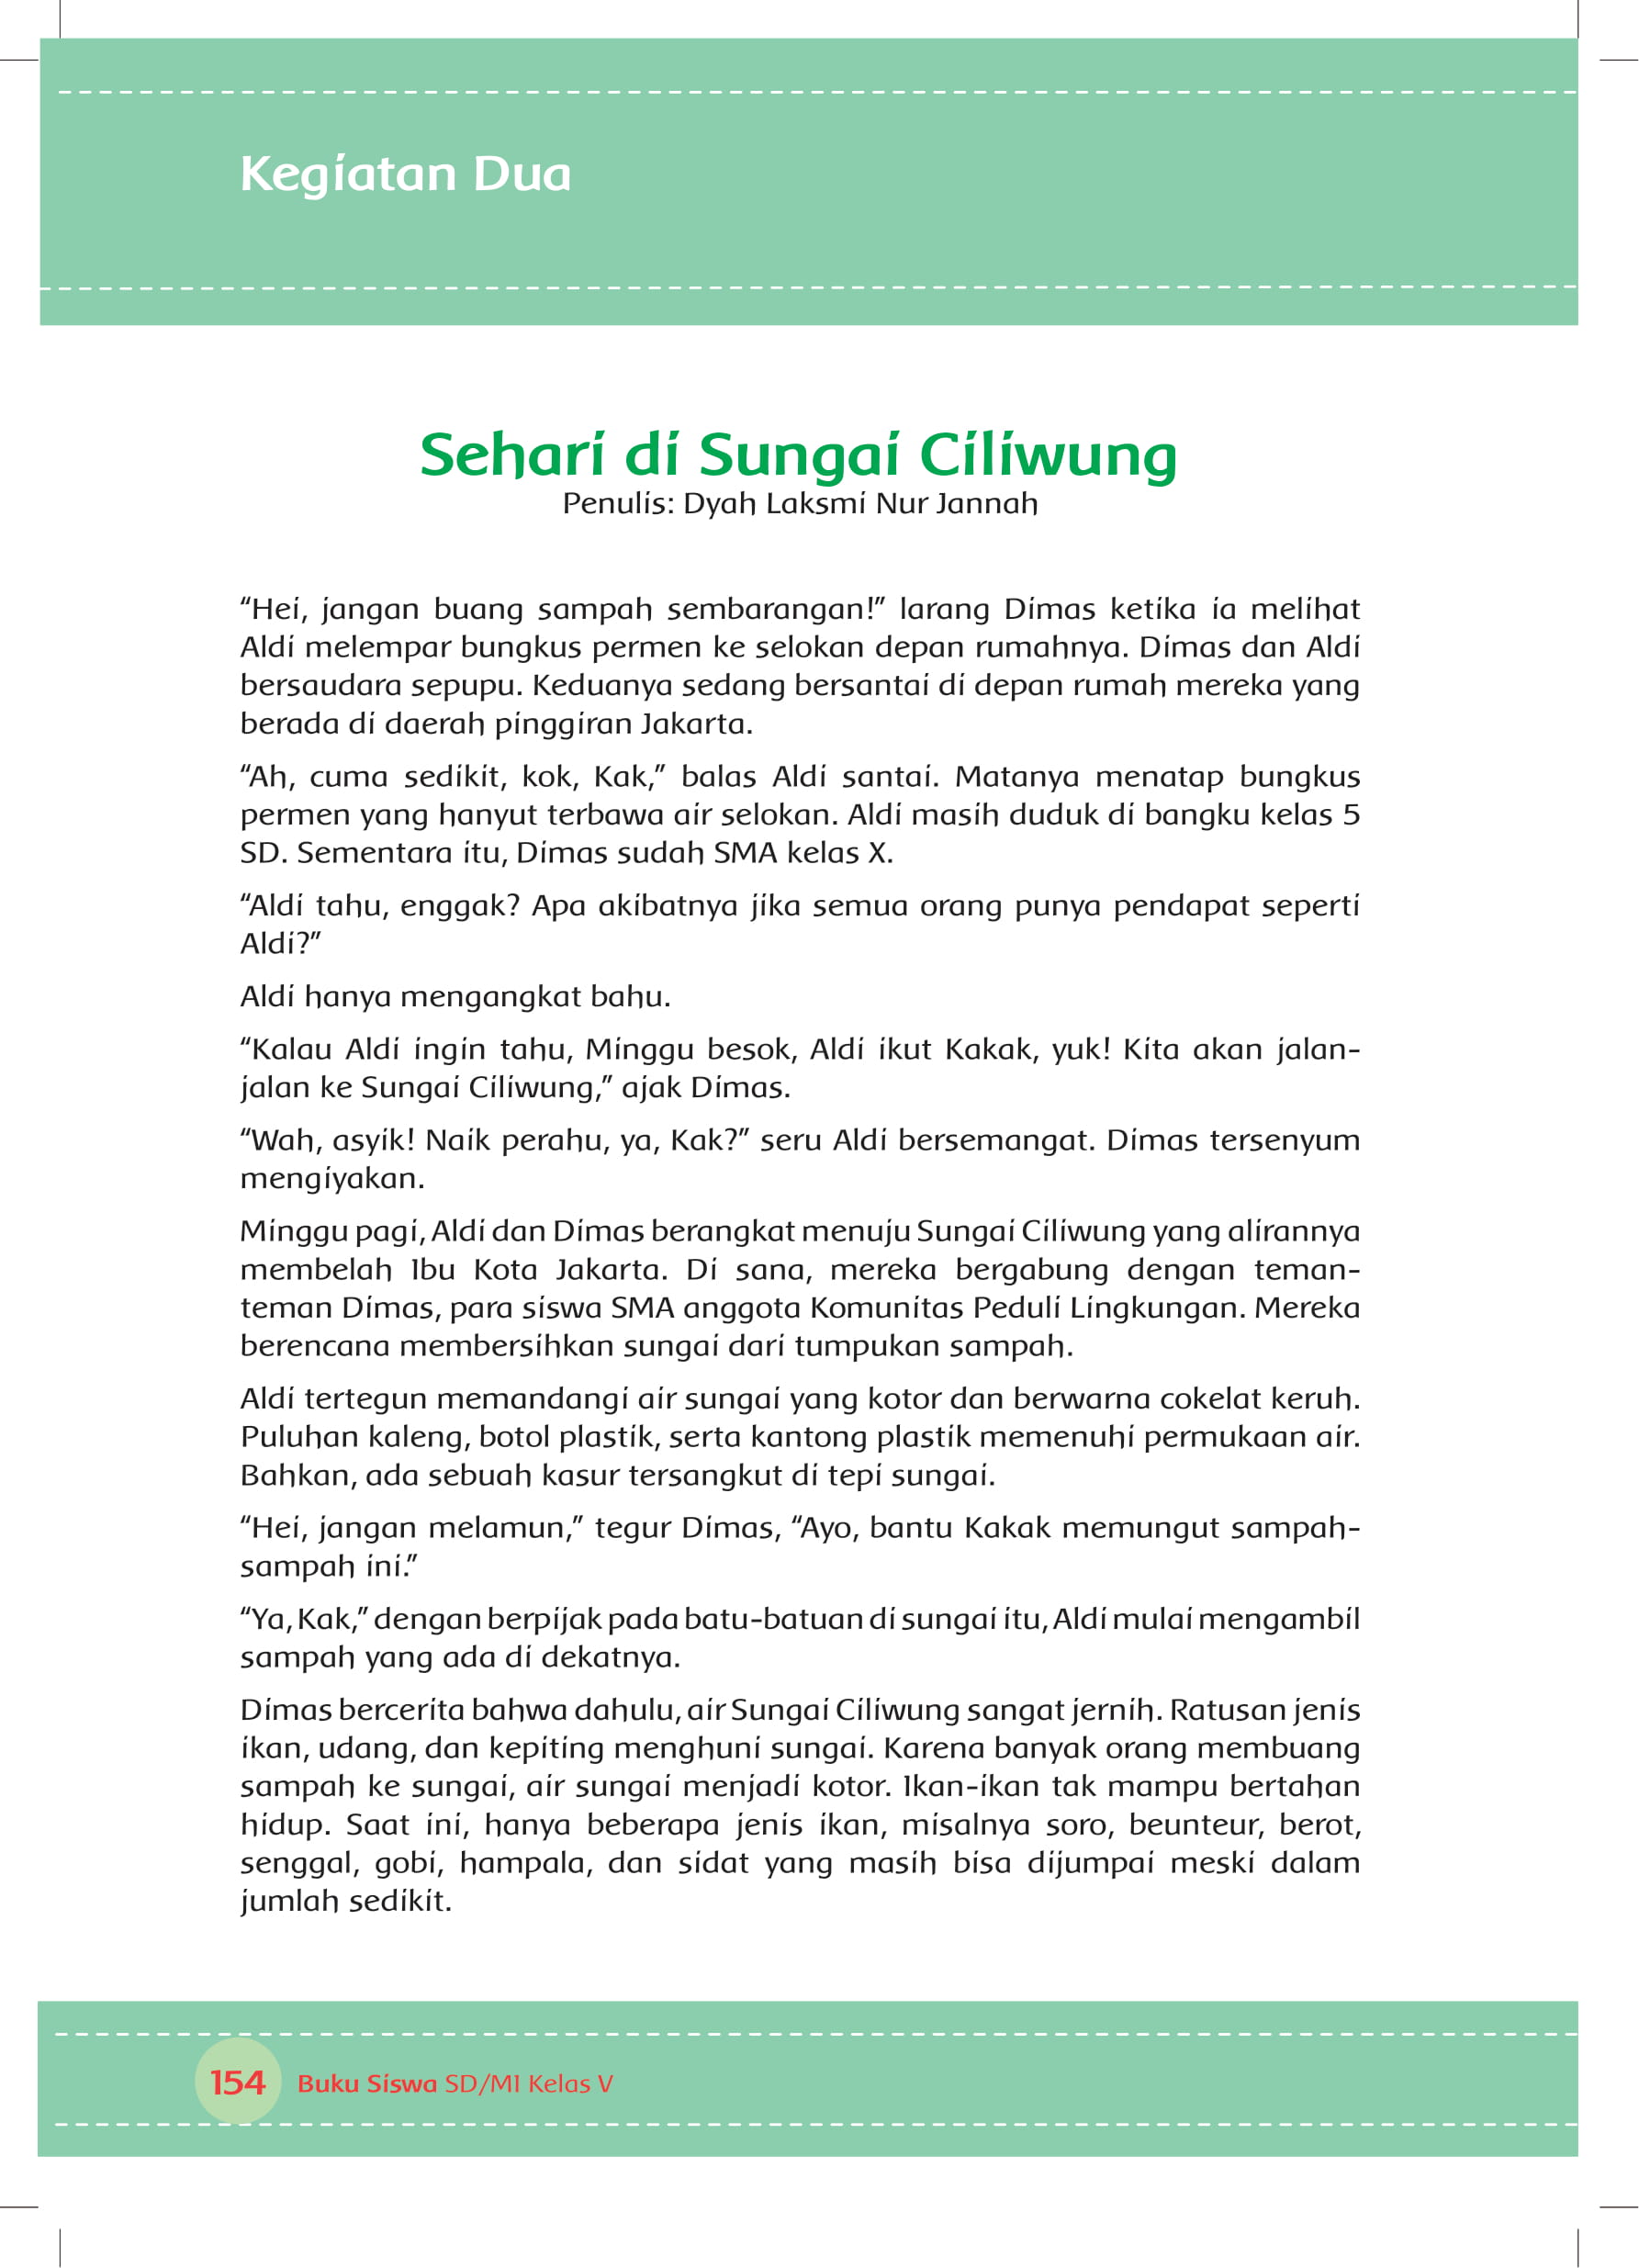 Kegiatan Dua
Sehari di Sungai Ciliwung
Penulis: Dyah Laksmi Nur Jannah
“Hei, jangan buang sampah sembarangan!” larang Dimas ketika ia melihat
Aldi melempar bungkus permen ke selokan depan rumahnya. Dimas dan Aldi
bersaudara sepupu. Keduanya sedang bersantai di depan rumah mereka yang
berada di daerah pinggiran Jakarta.
“Ah, cuma sedikit, kok, Kak,” balas Aldi santai. Matanya menatap bungkus
permen yang hanyut terbawa air selokan. Aldi masih duduk di bangku kelas 5
SD. Sementara itu, Dimas sudah SMA kelas X.
“Aldi tahu, enggak? Apa akibatnya jika semua orang punya pendapat seperti
Aldi?”
Aldi hanya mengangkat bahu.
“Kalau Aldi ingin tahu, Minggu besok, Aldi ikut Kakak, yuk! Kita akan jalan-
jalan ke Sungai Ciliwung,” ajak Dimas.
“Wah, asyik! Naik perahu, ya, Kak?” seru Aldi bersemangat. Dimas tersenyum
mengiyakan.
Minggu pagi, Aldi dan Dimas berangkat menuju Sungai Ciliwung yang alirannya
membelah Ibu Kota Jakarta. Di sana, mereka bergabung dengan teman-
teman Dimas, para siswa SMA anggota Komunitas Peduli Lingkungan. Mereka
berencana membersihkan sungai dari tumpukan sampah.
Aldi tertegun memandangi air sungai yang kotor dan berwarna cokelat keruh.
Puluhan kaleng, botol plastik, serta kantong plastik memenuhi permukaan air.
Bahkan, ada sebuah kasur tersangkut di tepi sungai.
“Hei, jangan melamun,” tegur Dimas, “Ayo, bantu Kakak memungut sampah-
sampah ini.”
“Ya, Kak,” dengan berpijak pada batu-batuan di sungai itu, Aldi mulai mengambil
sampah yang ada di dekatnya.
Dimas bercerita bahwa dahulu, air Sungai Ciliwung sangat jernih. Ratusan jenis
ikan, udang, dan kepiting menghuni sungai. Karena banyak orang membuang
sampah ke sungai, air sungai menjadi kotor. Ikan-ikan tak mampu bertahan
hidup. Saat ini, hanya beberapa jenis ikan, misalnya soro, beunteur, berot,
senggal, gobi, hampala, dan sidat yang masih bisa dijumpai meski dalam
jumlah sedikit.
154 Buku Siswa SD/MI Kelas V